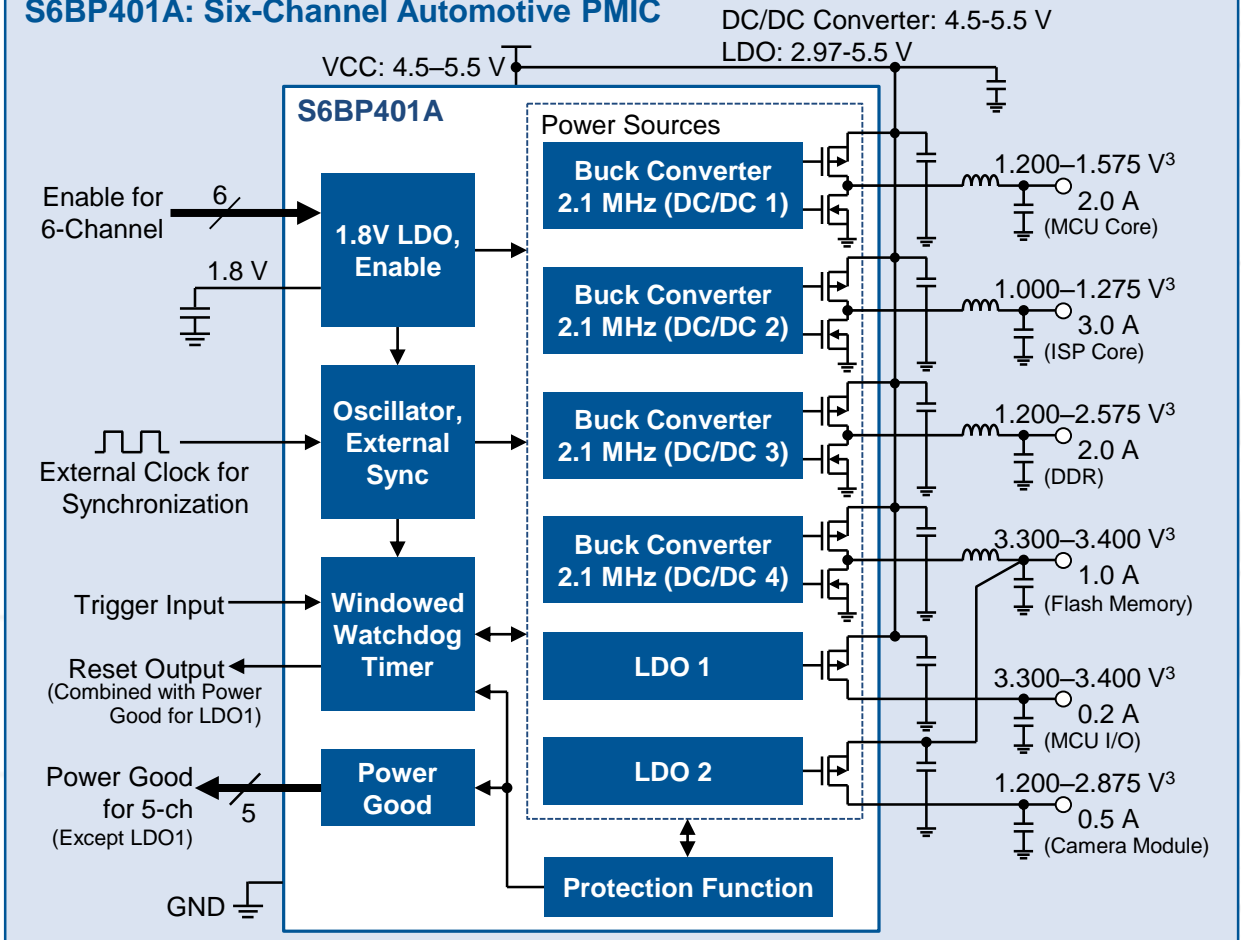 S6BP401A: Six-Channel Automotive PMIC
DC/DC Converter: 4.5-5.5 V
LDO: 2.97-5.5 V
VCC: 4.5–5.5 V
S6BP401A
Power Sources
Enable for
6-Channel
6
1.8V LDO,
Enable
1.8 V
Buck Converter
2.1 MHz (DC/DC 1)
1.200–1.575 V3
2.0 A
(MCU Core)
Buck Converter
2.1 MHz (DC/DC 2)
1.000–1.275 V3
3.0 A
(ISP Core)
Oscillator,
External
Sync
External Clock for
Synchronization
Buck Converter
2.1 MHz (DC/DC 3)
1.200–2.575 V3
2.0 A
(DDR)
Buck Converter
2.1 MHz (DC/DC 4)
3.300–3.400 V3
1.0 A
(Flash Memory)
Trigger Input
Windowed
Watchdog
Timer
Reset Output
(Combined with Power
Good for LDO1)
LDO 1
3.300–3.400 V3
0.2 A
(MCU I/O)
LDO 2
1.200–2.875 V3
0.5 A
(Camera Module)
Power Good
for 5-ch
(Except LDO1)
5
Power
Good
Protection Function
GND